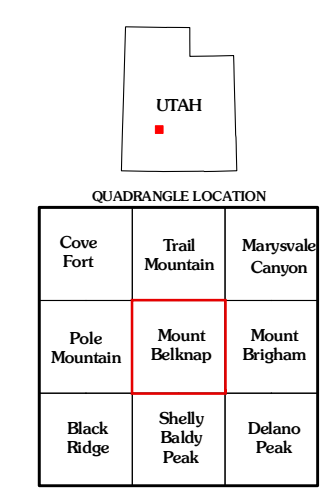 UTAH
QUADRANGLE LOCATION
Cove
Fort
Trail
Mountain
Marysvale
Canyon
Pole
Mountain
Mount
Belknap
Mount
Brigham
Black
Ridge
Shelly
Baldy
Peak
Delano
Peak